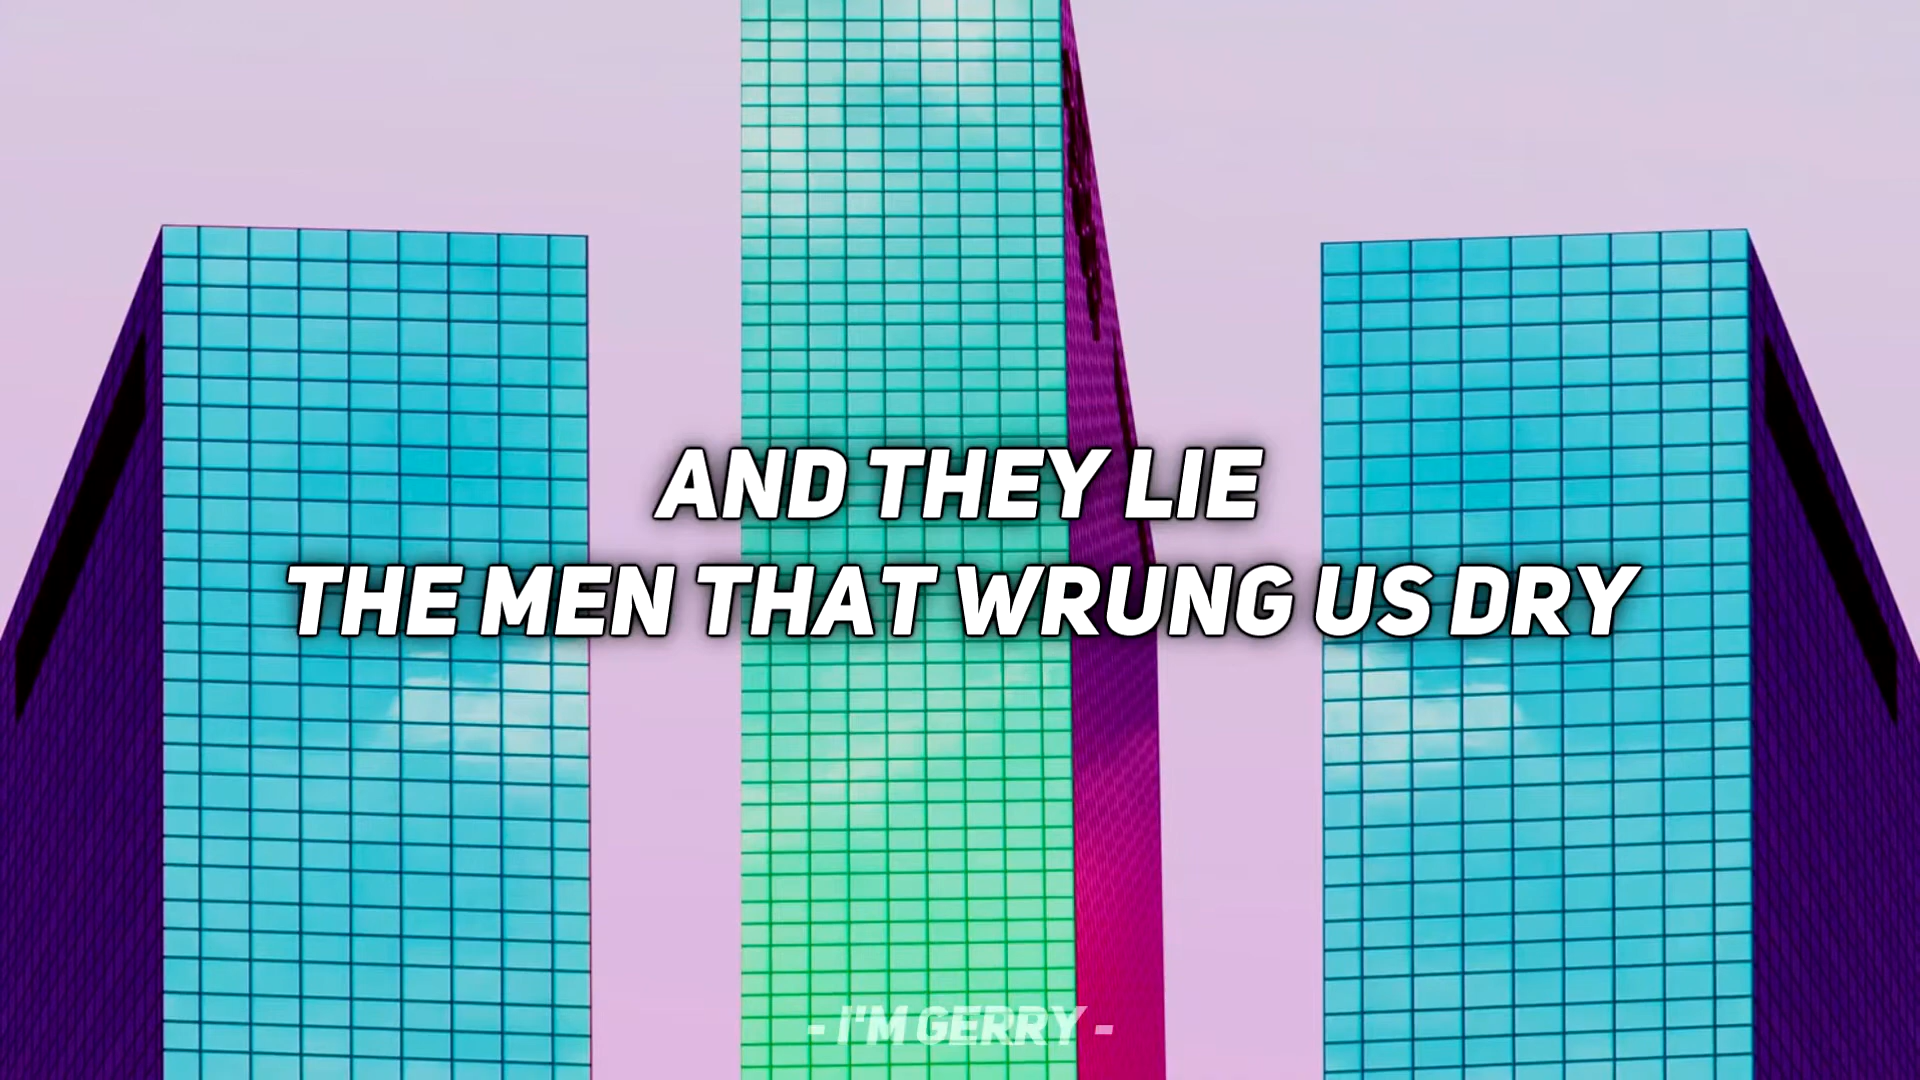 AND THEY LIE
THE MEN THAT WRUNG US DRY
- I'M GERRY -